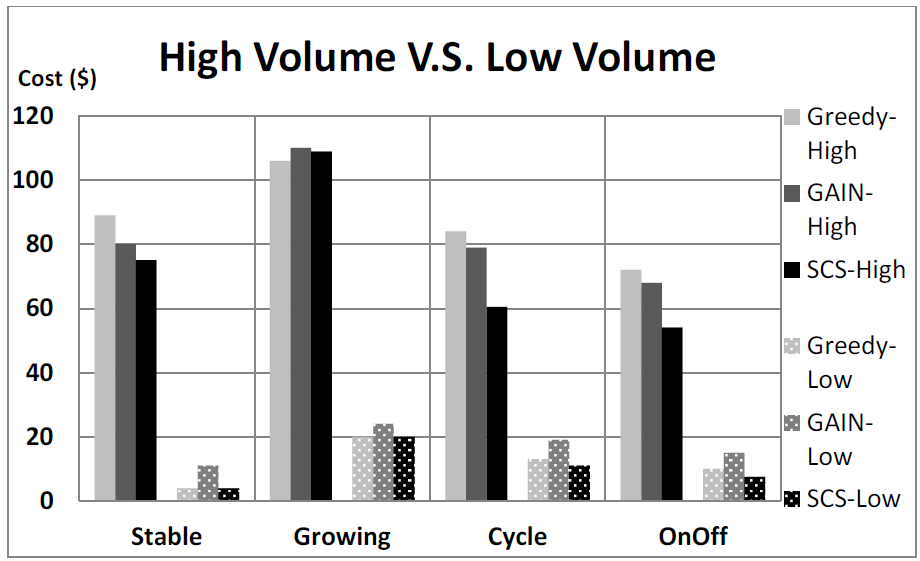 High Volume V.S. Low Volume
Cost ($)
120
100
80
60
40
20
0
Stable
Growing
Cycle
OnOff
Greedy-
High
GAIN-
High
SCS-High
Greedy-
Low
GAIN-
Low
SCS-Low